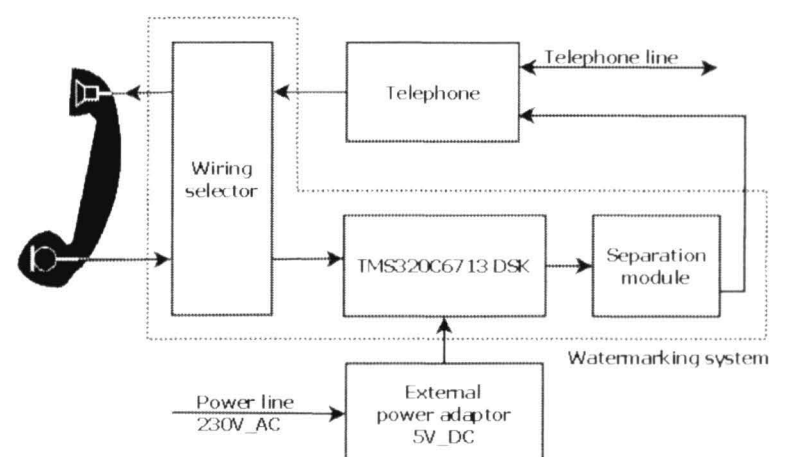 Telephone line
Telephone
Wiring
selector
TMS320C6713 DSK
Separation
module
Watermarking system
Power line
230V_AC
External
power adaptor
5V_DC